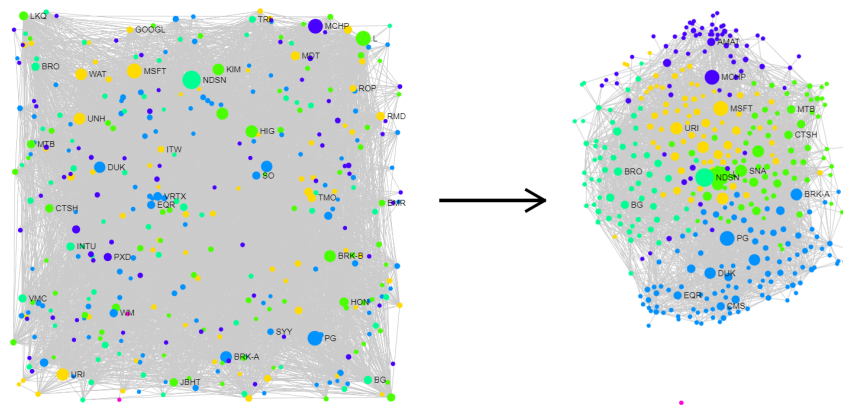 LKQ
GOOGL
TRI
MCHP
L
BRO
WAT
MSFT
NDSN
KIM
MDT
ROP
UNH
RMD
MTB
ITW
HIG
DUK
SO
VRTX
EQR
TMO
EMR
CTSH
INTU
PXD
BRK-B
VMC
WM
HON
SYY
PG
BRK-A
URI
JBHT
BG
AMAT
MCHP
MSFT
MTB
URI
CTSH
BRO
NDSN
SNA
BRK-A
BG
PG
DUK
EQR
CMS